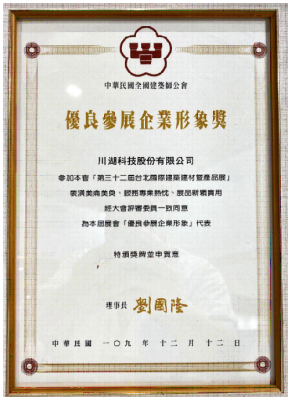 中華民國全國建築師公會
優良參展企業形象獎
川湖科技股份有限公司
參加本會「第三十二屆台北國際建築建材暨產品展」
裝潢美侖美奐、服務專業熱忱、展品新穎實用
經大會評審委員一致同意
為本屆展會「優良參展企業形象」代表
特頒獎牌並申賀意
理事長 劉國隆
中華民國 一〇九年 十二月 十二日